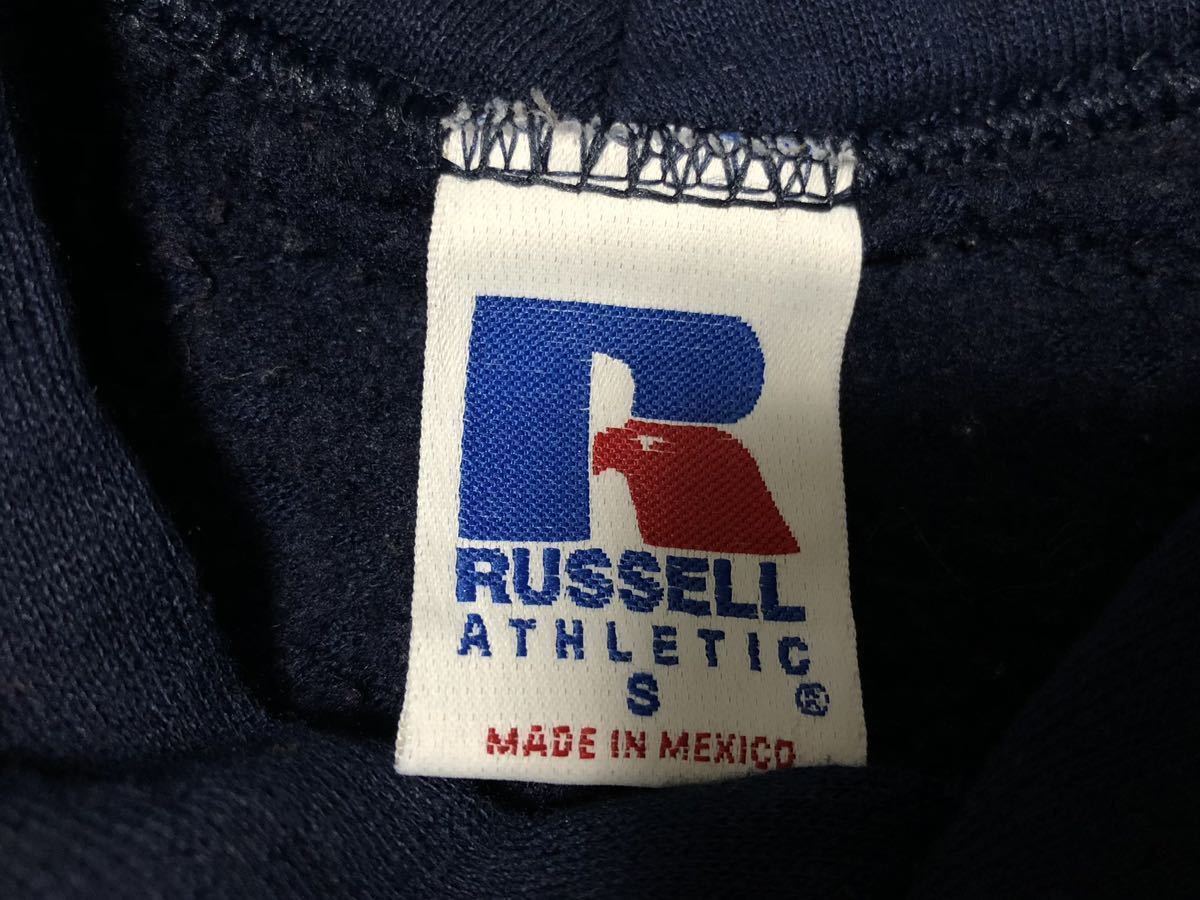 R
RUSSELL
ATHLETIC
S ®
MADE IN MEXICO